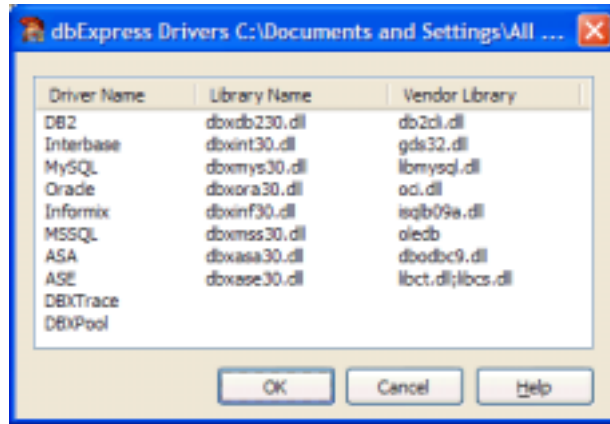 dbExpress Drivers C:\Documents and Settings\All ...
Driver Name Library Name Vendor Library
DB2 dbxdb230.dll db2cli.dll
Interbase dbxint30.dll gds32.dll
MySQL dbxmys30.dll libmysql.dll
Oracle dbxora30.dll oci.dll
Informix dbxinf30.dll isqlb09a.dll
MSSQL dbxmss30.dll oledb
ASA dbxasa30.dll dbodbc9.dll
ASE dbxase30.dll libct.dll;libcs.dll
DBXTrace
DBXPool
OK Cancel Help